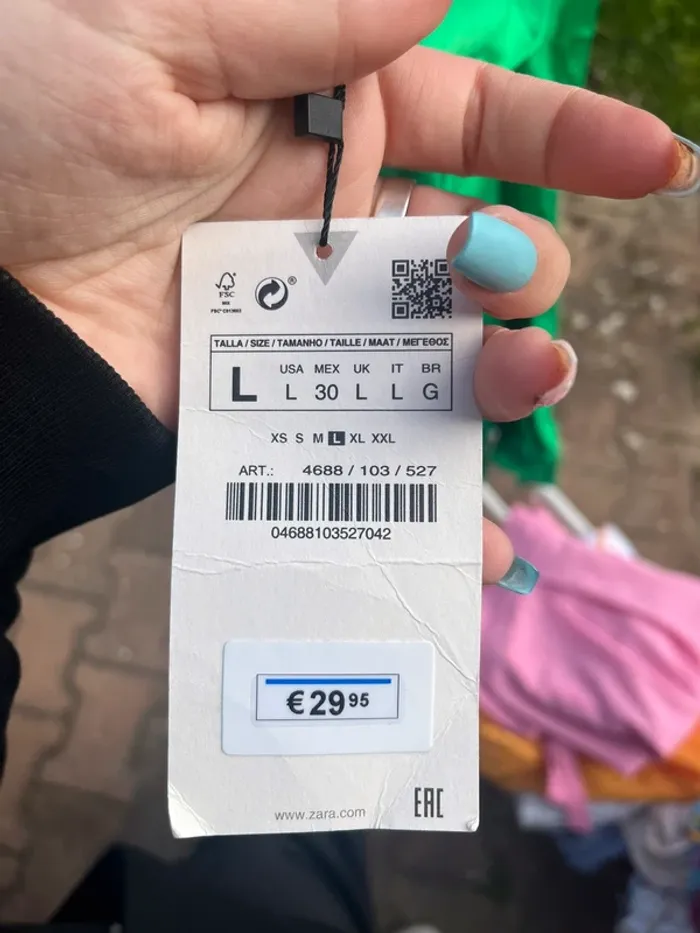 FSC
MIX
®
TALLA / SIZE / TAMANHO / TAILLE / MAAT / ΜΕΓΕΘΟΣ
L
USA MEX UK IT BR
L 30 L L G
XS S M L XL XXL
ART.: 4688 / 103 / 527
04688103527042
€29 95
www.zara.com
EAC